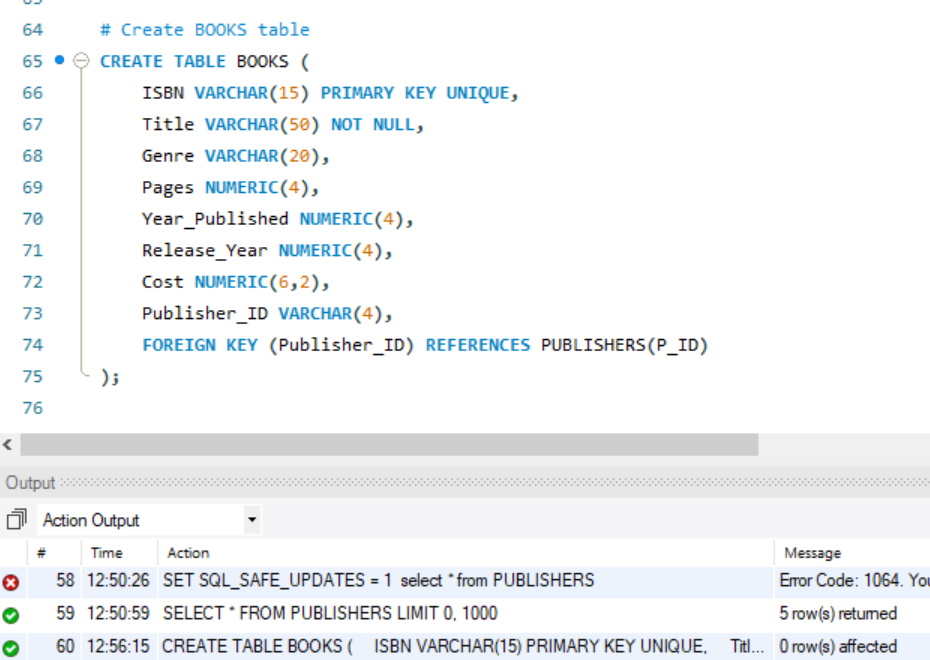 64 # Create BOOKS table
65 CREATE TABLE BOOKS (
66 ISBN VARCHAR(15) PRIMARY KEY UNIQUE,
67 Title VARCHAR(50) NOT NULL,
68 Genre VARCHAR(20),
69 Pages NUMERIC(4),
70 Year_Published NUMERIC(4),
71 Release_Year NUMERIC(4),
72 Cost NUMERIC(6,2),
73 Publisher_ID VARCHAR(4),
74 FOREIGN KEY (Publisher_ID) REFERENCES PUBLISHERS(P_ID)
75 );
76
Output
Action Output
# Time Action Message
58 12:50:26 SET SQL_SAFE_UPDATES = 1 select * from PUBLISHERS Error Code: 1064. You
59 12:50:59 SELECT * FROM PUBLISHERS LIMIT 0, 1000 5 row(s) returned
60 12:56:15 CREATE TABLE BOOKS ( ISBN VARCHAR(15) PRIMARY KEY UNIQUE, Titl... 0 row(s) affected